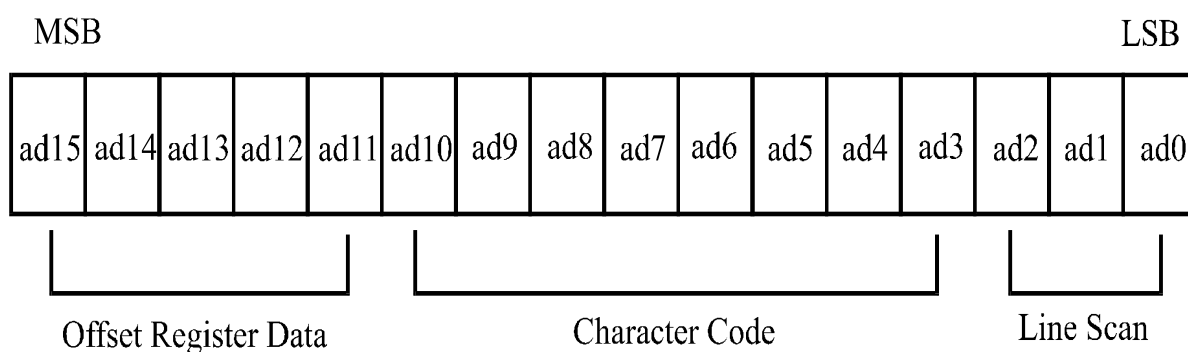 MSB LSB
ad15 ad14 ad13 ad12 ad11 ad10 ad9 ad8 ad7 ad6 ad5 ad4 ad3 ad2 ad1 ad0
Offset Register Data Character Code Line Scan